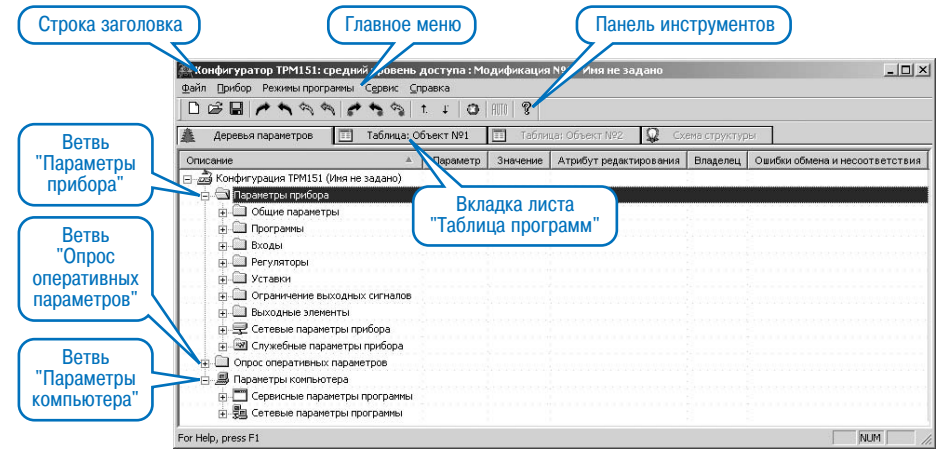 Строка заголовка
Главное меню
Панель инструментов
Конфигуратор ТРМ151: средний уровень доступа : Модификация № Имя не задано
Файл Прибор Режимы программы Сервис Справка
AUTO
Деревья параметров
Таблица: Объект №1
Таблица: Объект №2
Схема структуры
Описание
Параметр
Значение
Атрибут редактирования
Владелец
Ошибки обмена и несоответствия
Конфигурация ТРМ151 (Имя не задано)
Параметры прибора
Общие параметры
Программы
Входы
Регуляторы
Уставки
Ограничение выходных сигналов
Выходные элементы
Сетевые параметры прибора
Служебные параметры прибора
Опрос оперативных параметров
Параметры компьютера
Сервисные параметры программы
Сетевые параметры программы
Вкладка листа
"Таблица программ"
Ветвь
"Параметры
прибора"
Ветвь
"Опрос
оперативных
параметров"
Ветвь
"Параметры
компьютера"
For Help, press F1
NUM